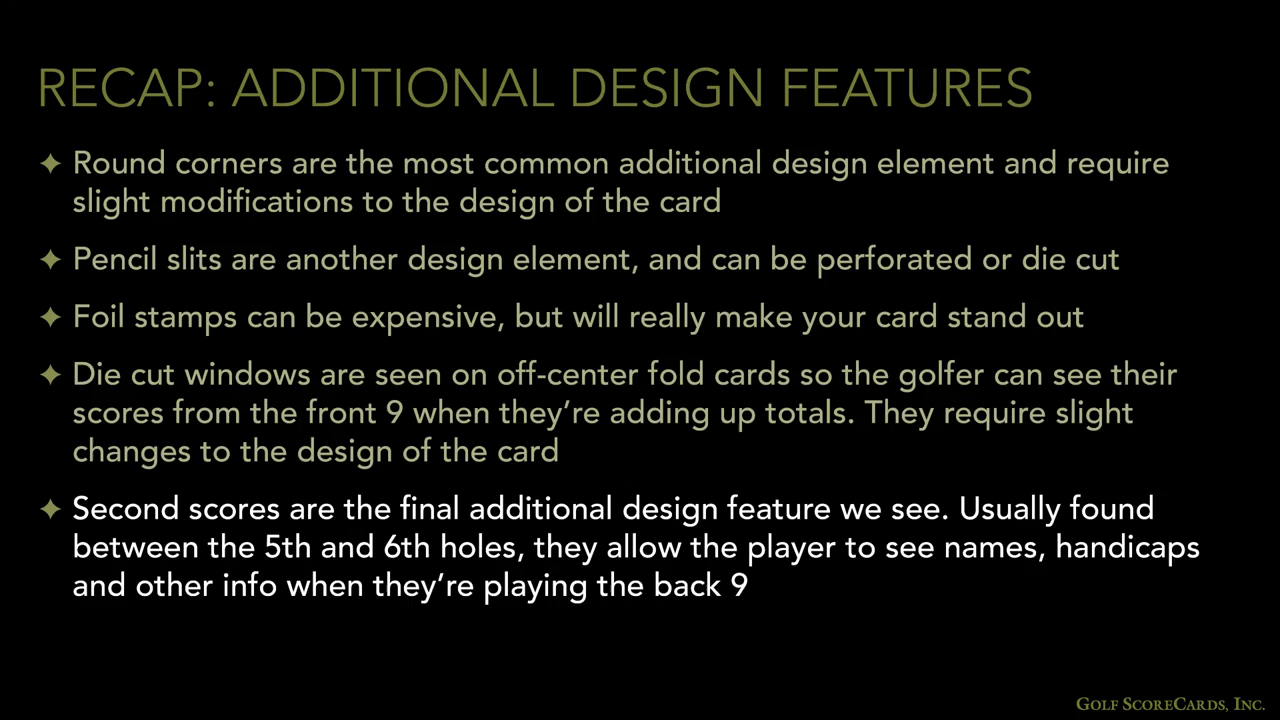 RECAP: ADDITIONAL DESIGN FEATURES
✦ Round corners are the most common additional design element and require
slight modifications to the design of the card
✦ Pencil slits are another design element, and can be perforated or die cut
✦ Foil stamps can be expensive, but will really make your card stand out
✦ Die cut windows are seen on off-center fold cards so the golfer can see their
scores from the front 9 when they’re adding up totals. They require slight
changes to the design of the card
✦ Second scores are the final additional design feature we see. Usually found
between the 5th and 6th holes, they allow the player to see names, handicaps
and other info when they’re playing the back 9
GOLF SCORECARDS, INC.